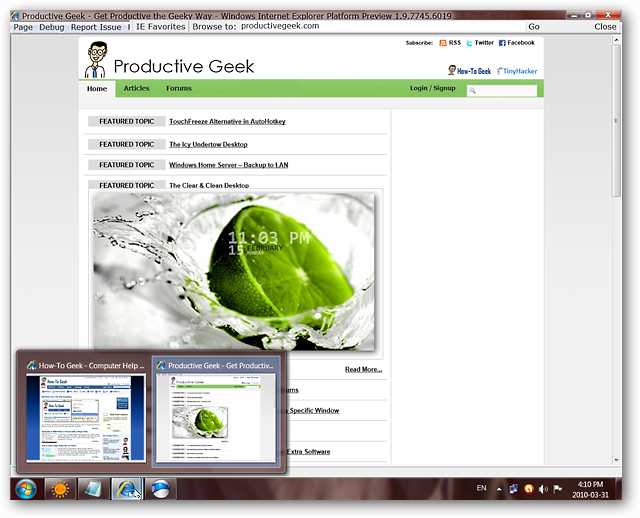 Productive Geek - Get Productive the Geeky Way - Windows Internet Explorer Platform Preview 1.9.7745.6019
Page Debug Report Issue IE Favorites Browse to: productivegeek.com Go Close
Subscribe: RSS Twitter Facebook
Productive Geek
How-To Geek TinyHacker
Home Articles Forums Login / Signup
FEATURED TOPIC TouchFreeze Alternative in AutoHotkey
FEATURED TOPIC The Icy Undertow Desktop
FEATURED TOPIC Windows Home Server – Backup to LAN
FEATURED TOPIC The Clear & Clean Desktop
11:03 PM
15 FEBRUARY
MONDAY
Read More...
How-To Geek - Computer Help ... Productive Geek - Get Productiv...
Specific Window
Extra Software
EN 4:10 PM
2010-03-31